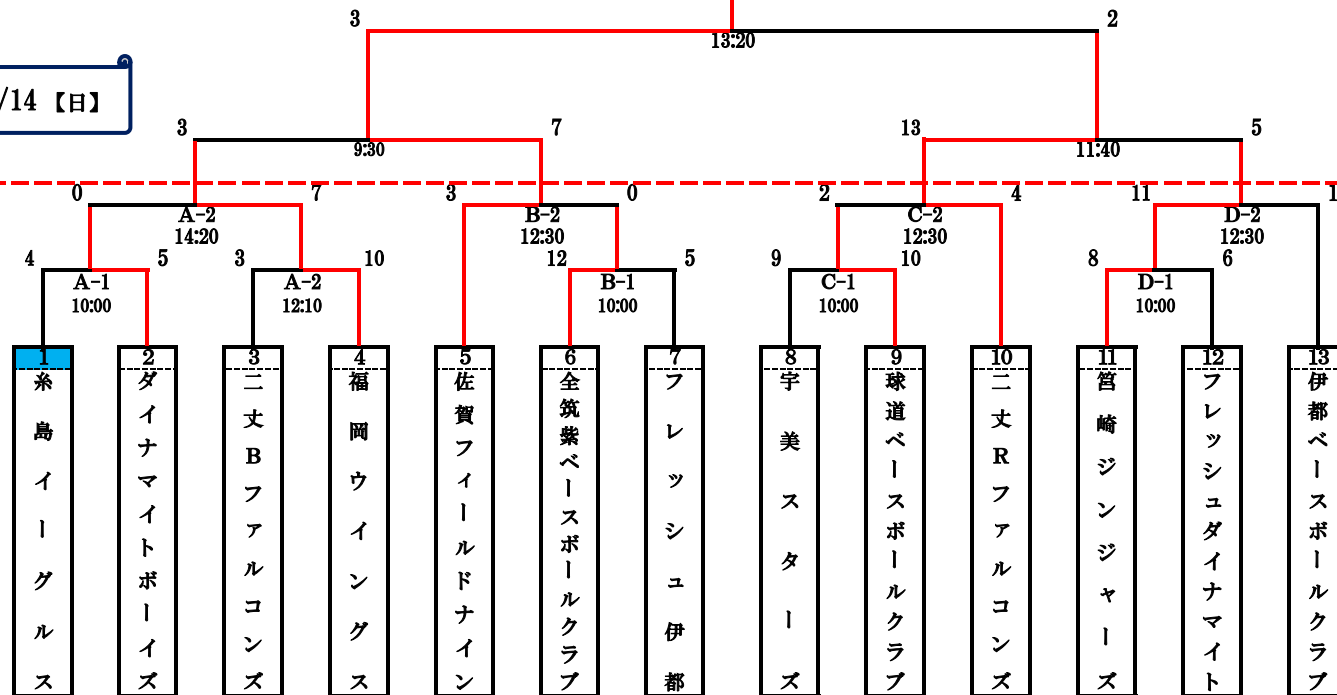 3 2
13:20
/14 【日】
3 7 13 5
9:30 11:40
0 7 3 0 2 4 11 1
A-2 B-2 C-2 D-2
14:20 12:30 12:30 12:30
4 5 3 10 12 5 9 10 8 6
A-1 A-2 B-1 C-1 D-1
10:00 12:10 10:00 10:00 10:00
1
糸島イーグルス
2
ダイナマイトボーイズ
3
二丈Bファルコンズ
4
福岡ウイングス
5
佐賀フィールドナイン
6
全筑紫ベースボールクラブ
7
フレッシュ伊都
8
宇美スターズ
9
球道ベースボールクラブ
10
二丈Rファルコンズ
11
筥崎ジンジャーズ
12
フレッシュダイナマイト
13
伊都ベースボールクラブ